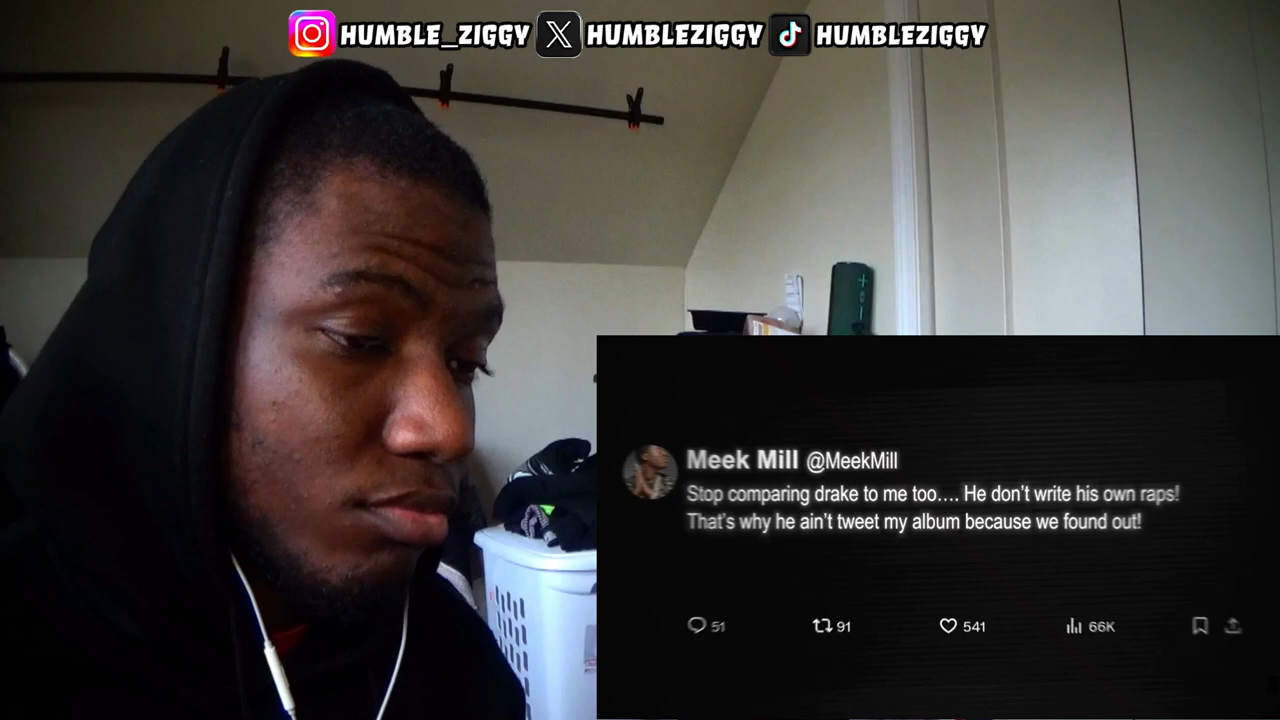 HUMBLE_ZIGGY HUMBLEZIGGY HUMBLEZIGGY
Meek Mill @MeekMill
Stop comparing drake to me too.... He don't write his own raps!
That's why he ain't tweet my album because we found out!
51 91 541 66K